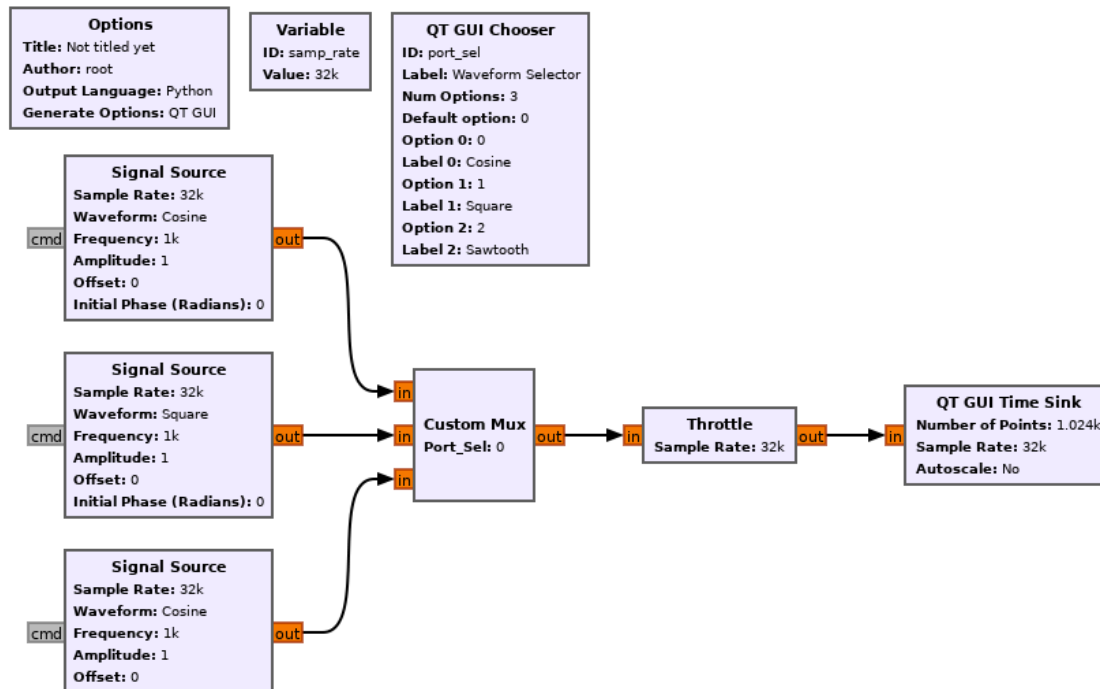 Options
Title: Not titled yet
Author: root
Output Language: Python
Generate Options: QT GUI
Variable
ID: samp_rate
Value: 32k
QT GUI Chooser
ID: port_sel
Label: Waveform Selector
Num Options: 3
Default option: 0
Option 0: 0
Label 0: Cosine
Option 1: 1
Label 1: Square
Option 2: 2
Label 2: Sawtooth
Signal Source
Sample Rate: 32k
Waveform: Cosine
Frequency: 1k
Amplitude: 1
Offset: 0
Initial Phase (Radians): 0
cmd
out
Signal Source
Sample Rate: 32k
Waveform: Square
Frequency: 1k
Amplitude: 1
Offset: 0
Initial Phase (Radians): 0
cmd
out
Signal Source
Sample Rate: 32k
Waveform: Cosine
Frequency: 1k
Amplitude: 1
Offset: 0
cmd
out
in
in
in
Custom Mux
Port_Sel: 0
out
in
Throttle
Sample Rate: 32k
out
in
QT GUI Time Sink
Number of Points: 1.024k
Sample Rate: 32k
Autoscale: No